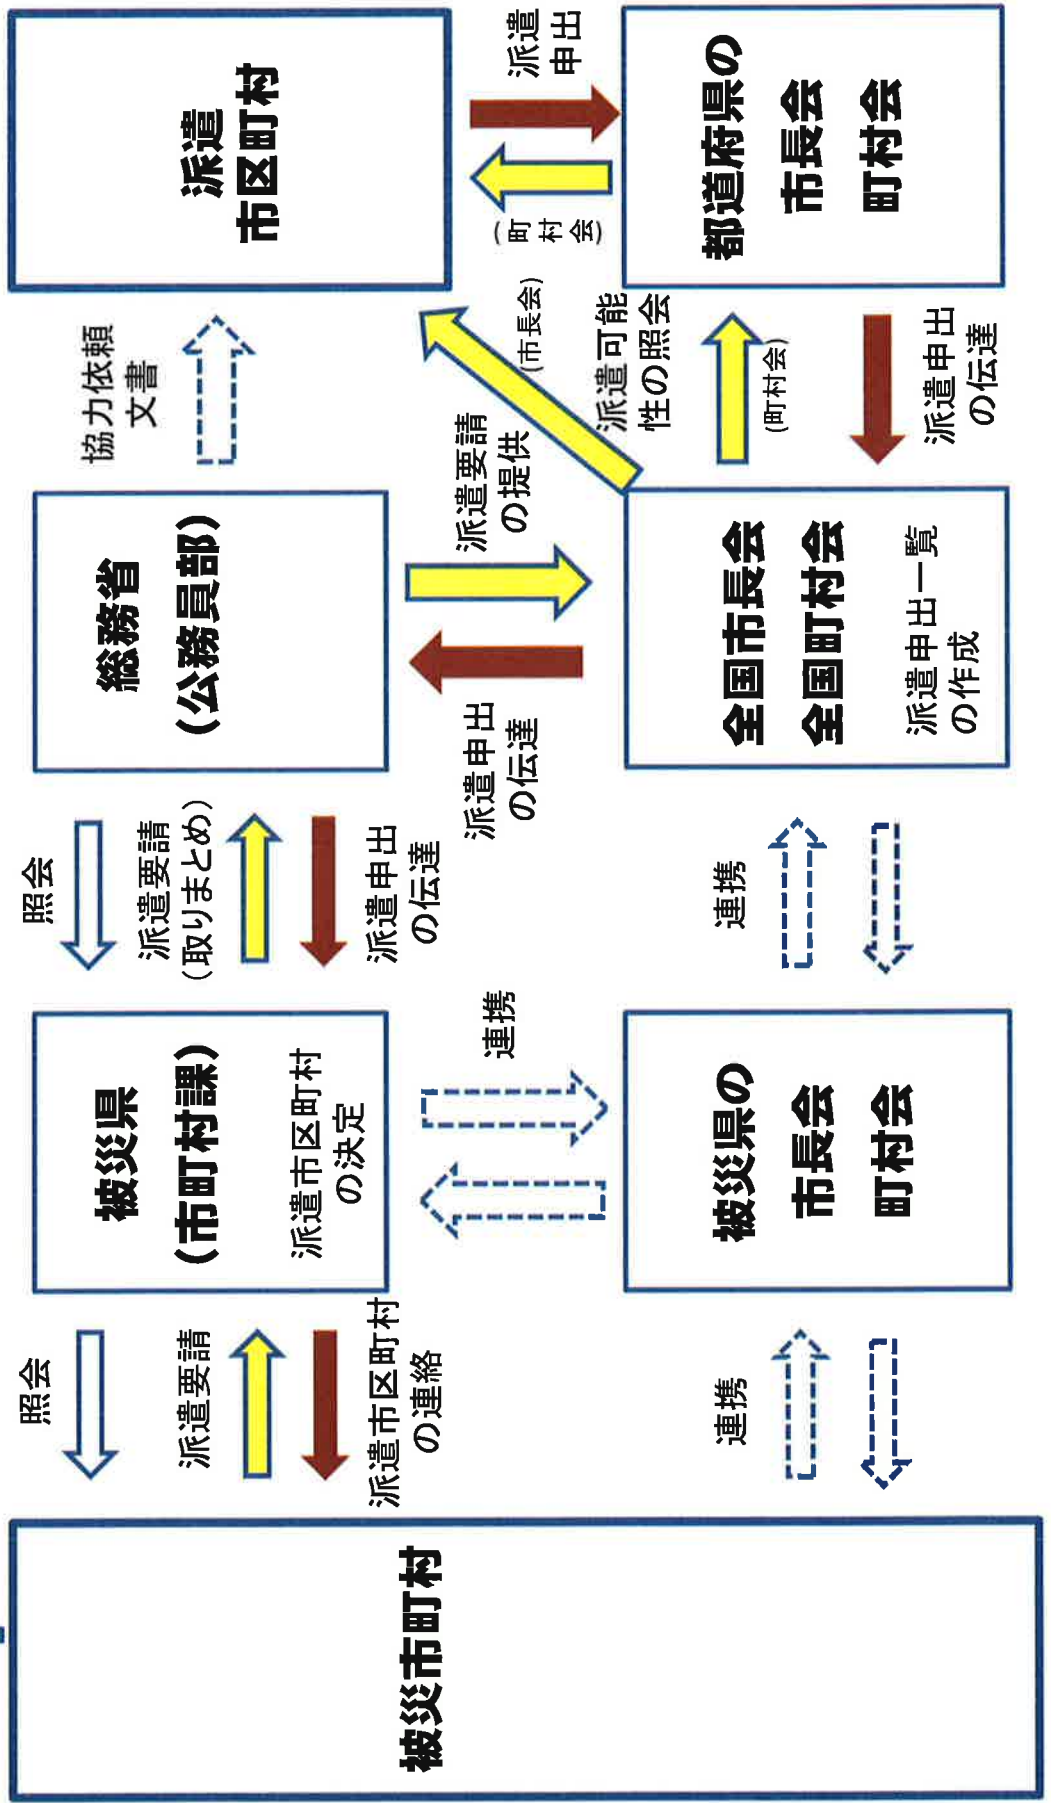 被災市町村
照会
派遣要請
派遣市区町村
の連絡
連携
被災県
(市町村課)
派遣市区町村
の決定
連携
被災県の
市長会
町村会
照会
派遣要請
(取りまとめ)
派遣申出
の伝達
連携
総務省
(公務員部)
派遣申出
の伝達
派遣要請
の提供
全国市長会
全国町村会
派遣申出一覧
の作成
協力依頼
文書
(市長会)
派遣可能
性の照会
(町村会)
派遣申出
の伝達
派遣
市区町村
(町村会)
派遣
申出
都道府県の
市長会
町村会